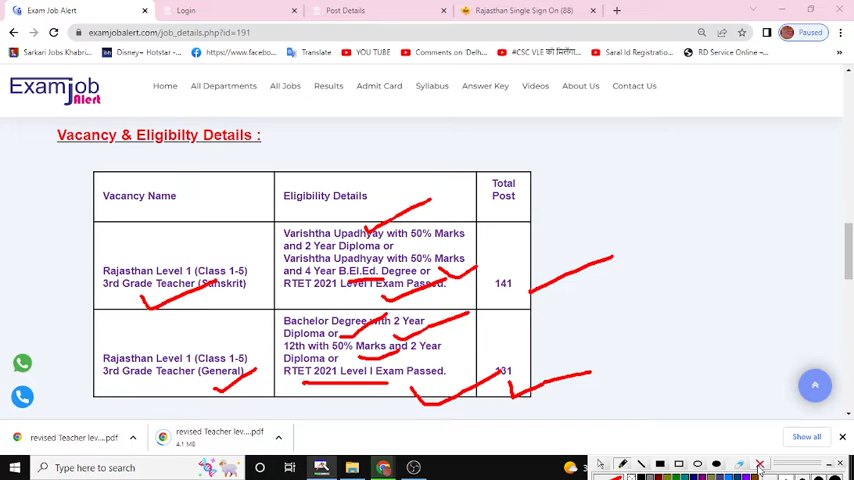 Exam Job Alert
Login
Post Details
Rajasthan Single Sign On (88)
examjobalert.com/job_details.php?id=191
Paused
Sarkari Jobs Khabri...
Disney+ Hotstar -...
https://www.facebo...
Translate
YOU TUBE
Comments on 'Delh...
#CSC VLE को मिलेंगा...
Saral Id Registratio...
RD Service Online –...
ExamJob Alert
Home
All Departments
All Jobs
Results
Admit Card
Syllabus
Answer Key
Videos
About Us
Contact Us
Vacancy & Eligibilty Details :
Vacancy Name
Eligibility Details
Total
Post
Rajasthan Level 1 (Class 1-5)
3rd Grade Teacher (Sanskrit)
Varishtha Upadhyay with 50% Marks
and 2 Year Diploma or
Varishtha Upadhyay with 50% Marks
and 4 Year B.El.Ed. Degree or
RTET 2021 Level I Exam Passed.
141
Rajasthan Level 1 (Class 1-5)
3rd Grade Teacher (General)
Bachelor Degree with 2 Year
Diploma or
12th with 50% Marks and 2 Year
Diploma or
RTET 2021 Level I Exam Passed.
131
revised Teacher lev....pdf
revised Teacher lev....pdf
4.1 MB
Show all
Type here to search
3